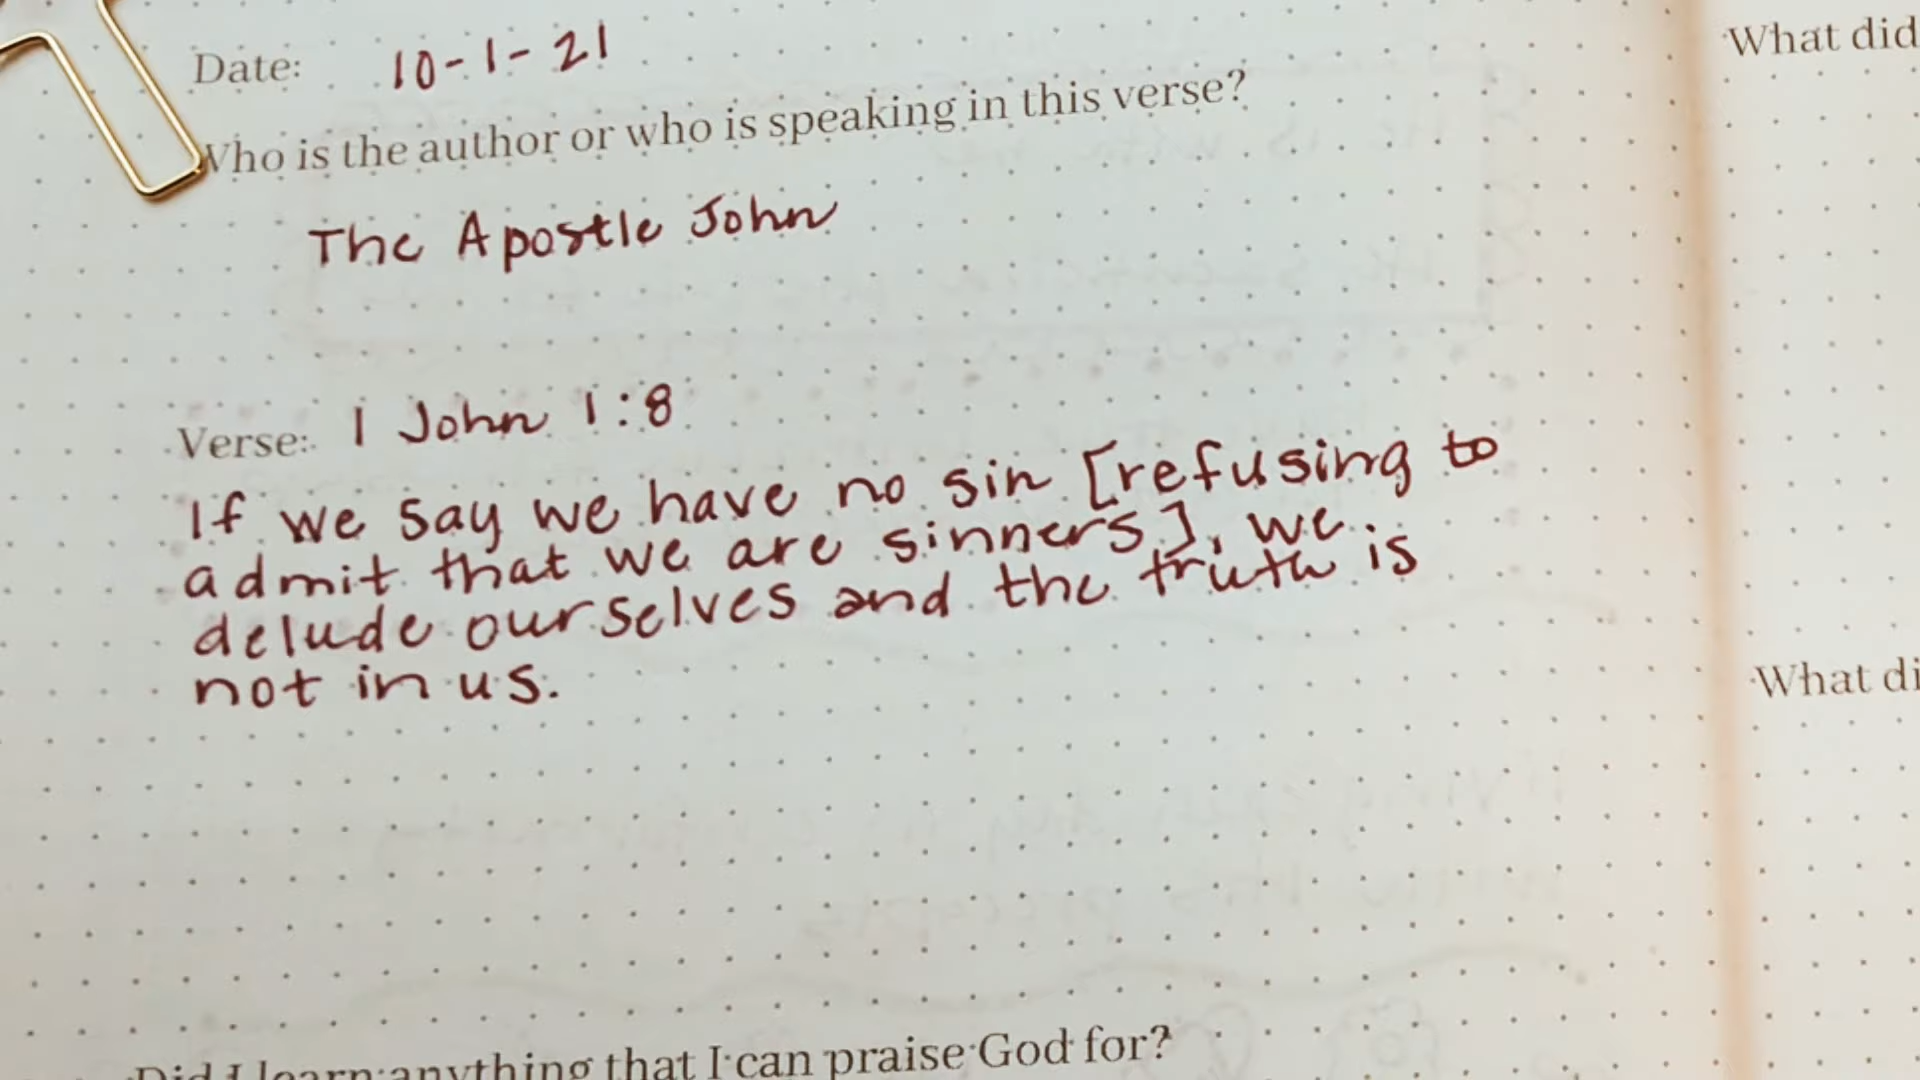 Date: 10-1-21
Who is the author or who is speaking in this verse?
The Apostle John
Verse: 1 John 1:8
If we say we have no sin [refusing to
admit that we are sinners], we
delude ourselves and the truth is
not in us.
Did I learn anything that I can praise God for?
What did
What di